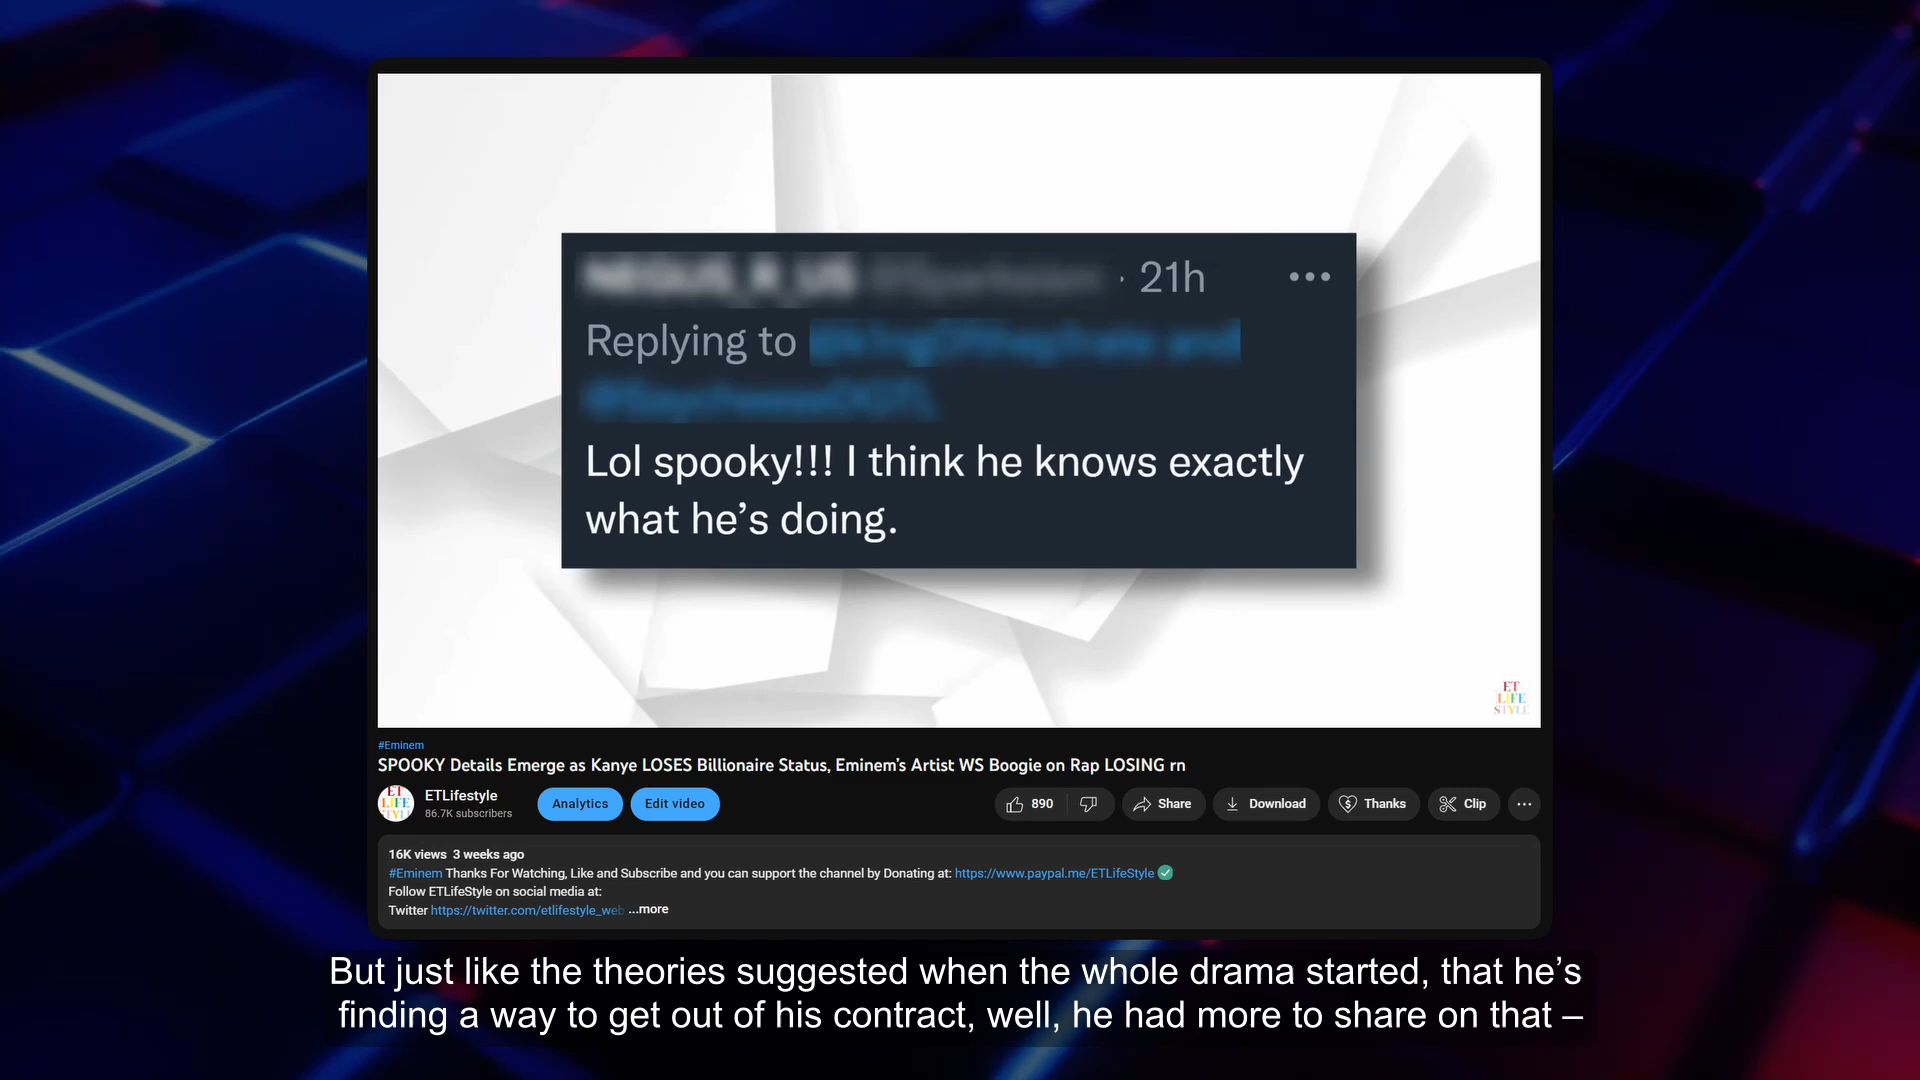 · 21h
Replying to
Lol spooky!!! I think he knows exactly
what he's doing.
ET
LIFE
STYLE
#Eminem
SPOOKY Details Emerge as Kanye LOSES Billionaire Status, Eminem's Artist WS Boogie on Rap LOSING rn
ET
LIFE
STYLE
ETLifestyle
86.7K subscribers
Analytics
Edit video
890
Share
Download
Thanks
Clip
16K views 3 weeks ago
#Eminem Thanks For Watching, Like and Subscribe and you can support the channel by Donating at: https://www.paypal.me/ETLifeStyle
Follow ETLifeStyle on social media at:
Twitter https://twitter.com/etlifestyle_web ...more
But just like the theories suggested when the whole drama started, that he's
finding a way to get out of his contract, well, he had more to share on that –